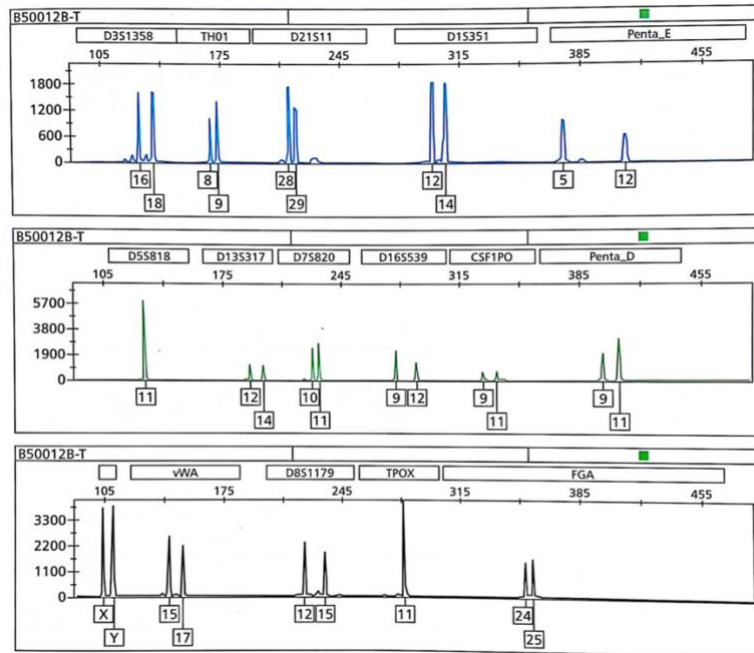 B50012B-T
D3S1358 TH01 D21S11 D1S351 Penta_E
105 175 245 315 385 455
1800
1200
600
0
16 8 28 12 5 12
18 9 29 14
B50012B-T
D5S818 D13S317 D7S820 D16S539 CSF1PO Penta_D
105 175 245 315 385 455
5700
3800
1900
0
11 12 10 9 12 9 9
14 11 11 11
B50012B-T
vWA D8S1179 TPOX FGA
105 175 245 315 385 455
3300
2200
1100
0
X 15 12 15 11 24
Y 17 25